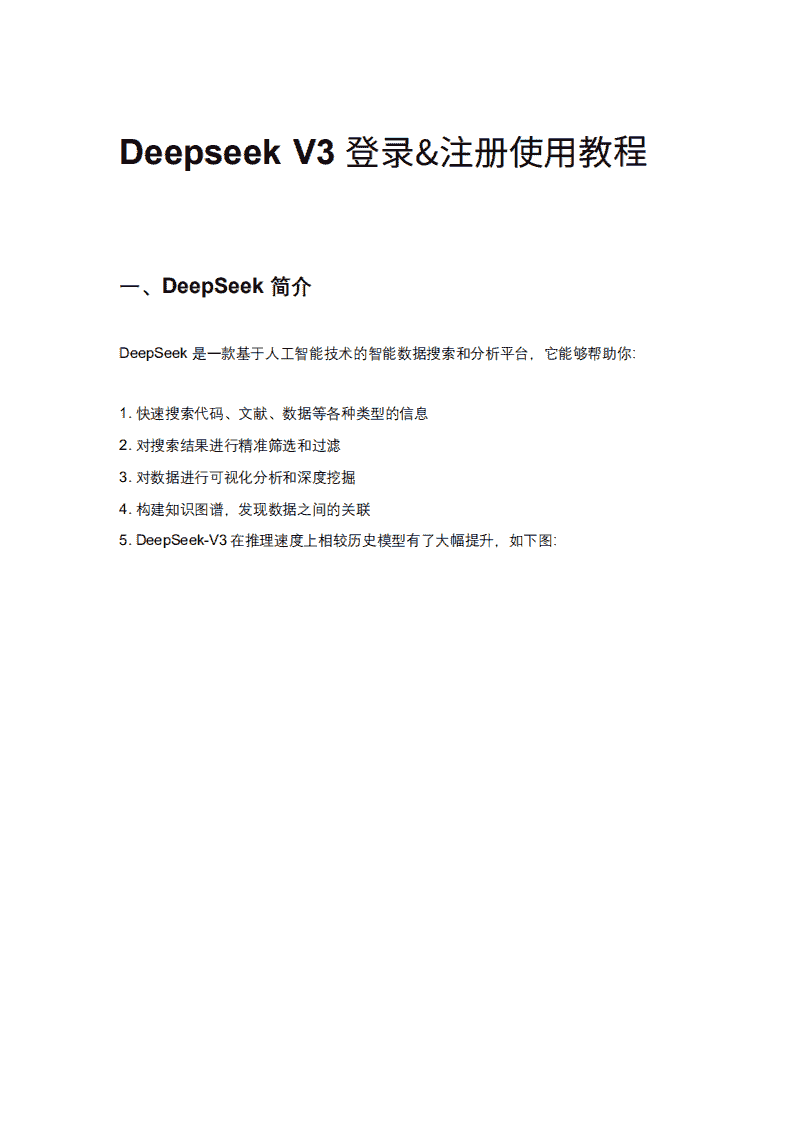 Deepseek V3 登录&注册使用教程
一、DeepSeek 简介
DeepSeek 是一款基于人工智能技术的智能数据搜索和分析平台，它能够帮助你:
1. 快速搜索代码、文献、数据等各种类型的信息
2. 对搜索结果进行精准筛选和过滤
3. 对数据进行可视化分析和深度挖掘
4. 构建知识图谱，发现数据之间的关联
5. DeepSeek-V3 在推理速度上相较历史模型有了大幅提升，如下图: